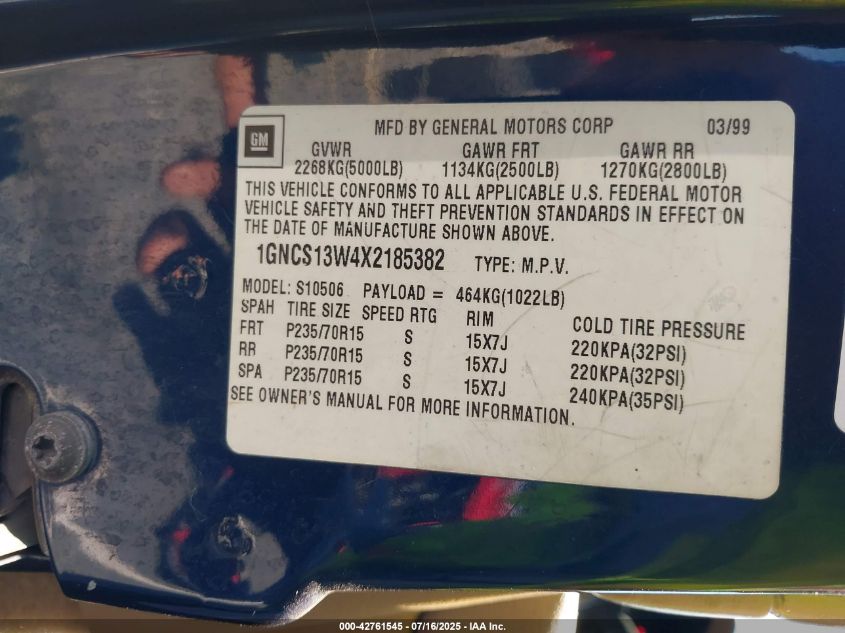 GM
MFD BY GENERAL MOTORS CORP 03/99
GVWR GAWR FRT GAWR RR
2268KG(5000LB) 1134KG(2500LB) 1270KG(2800LB)
THIS VEHICLE CONFORMS TO ALL APPLICABLE U.S. FEDERAL MOTOR
VEHICLE SAFETY AND THEFT PREVENTION STANDARDS IN EFFECT ON
THE DATE OF MANUFACTURE SHOWN ABOVE.
1GNCS13W4X2185382 TYPE: M.P.V.
MODEL: S10506 PAYLOAD = 464KG(1022LB)
SPAH TIRE SIZE SPEED RTG RIM COLD TIRE PRESSURE
FRT P235/70R15 S 15X7J 220KPA(32PSI)
RR P235/70R15 S 15X7J 220KPA(32PSI)
SPA P235/70R15 S 15X7J 240KPA(35PSI)
SEE OWNER'S MANUAL FOR MORE INFORMATION.
000-42761545 - 07/16/2025 - IAA Inc.